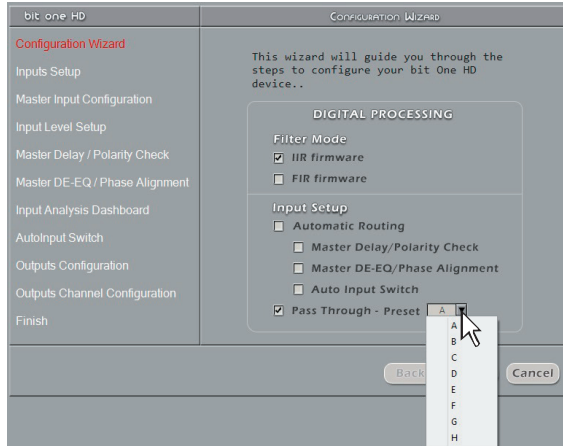 bit one HD
Configuration Wizard
Configuration Wizard
Inputs Setup
Master Input Configuration
Input Level Setup
Master Delay / Polarity Check
Master DE-EQ / Phase Alignment
Input Analysis Dashboard
AutoInput Switch
Outputs Configuration
Outputs Channel Configuration
Finish
This wizard will guide you through the
steps to configure your bit One HD
device..
DIGITAL PROCESSING
Filter Mode
IIR firmware
FIR firmware
Input Setup
Automatic Routing
Master Delay/Polarity Check
Master DE-EQ/Phase Alignment
Auto Input Switch
Pass Through - Preset A
A
B
C
D
E
F
G
H
Back
Cancel